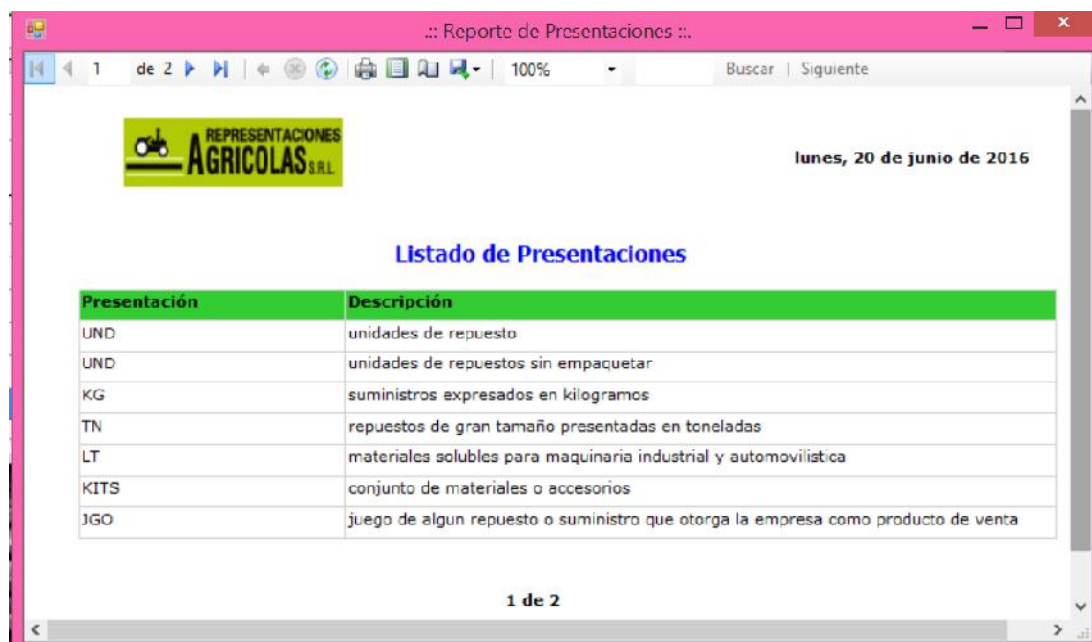 .:: Reporte de Presentaciones ::.
1 de 2 100% Buscar | Siguiente
REPRESENTACIONES
AGRICOLAS S.R.L.
lunes, 20 de junio de 2016
Listado de Presentaciones
Presentación Descripción
UND unidades de repuesto
UND unidades de repuestos sin empaquetar
KG suministros expresados en kilogramos
TN repuestos de gran tamaño presentadas en toneladas
LT materiales solubles para maquinaria industrial y automovilistica
KITS conjunto de materiales o accesorios
JGO juego de algun repuesto o suministro que otorga la empresa como producto de venta
1 de 2